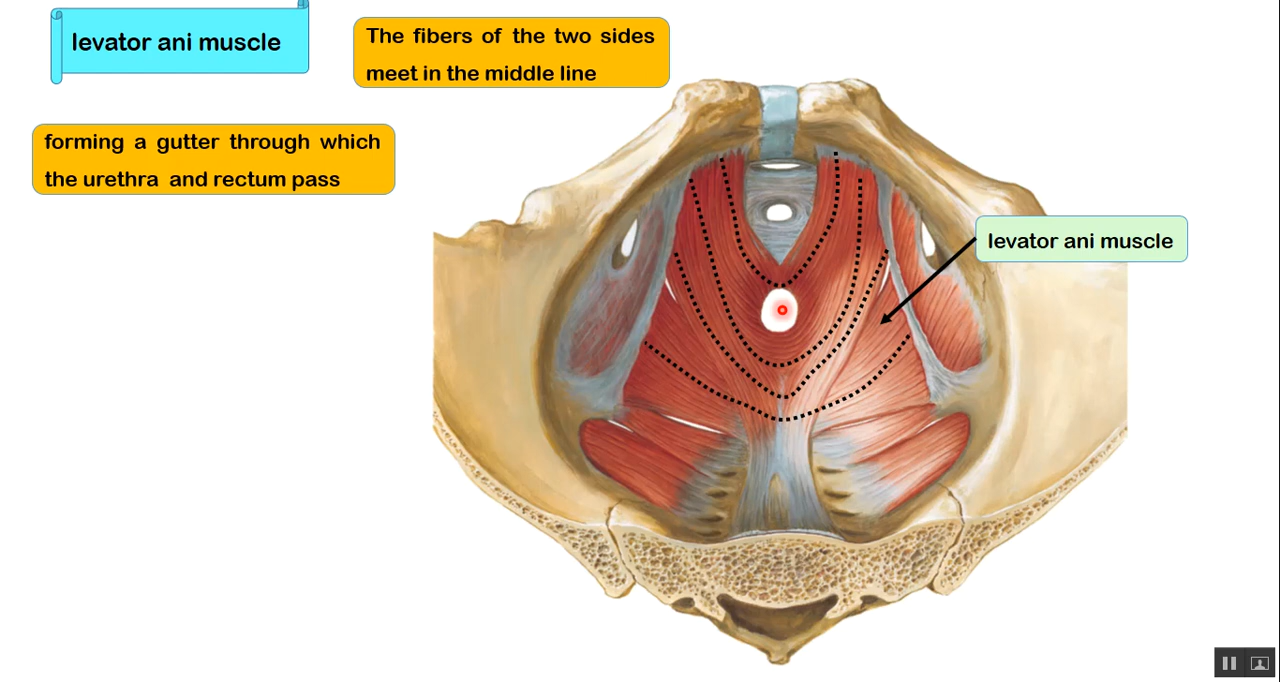 levator ani muscle
The fibers of the two sides
meet in the middle line
forming a gutter through which
the urethra and rectum pass
levator ani muscle